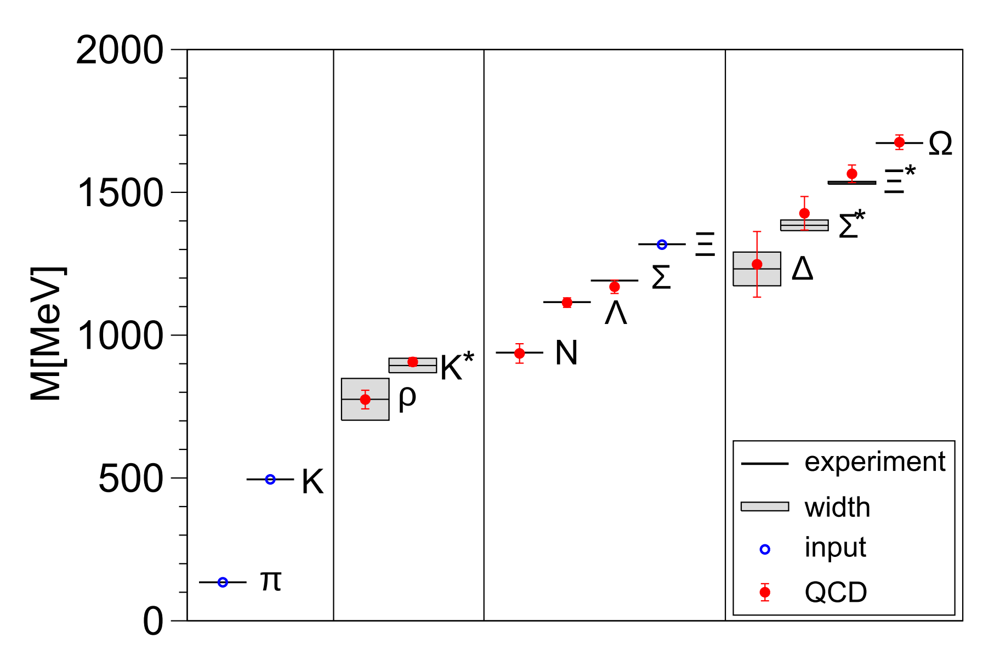 2000
1500
1000
500
0
M[MeV]
π
K
ρ
K*
N
Λ
Σ
Ξ
Δ
Σ*
Ξ*
Ω
experiment
width
input
QCD